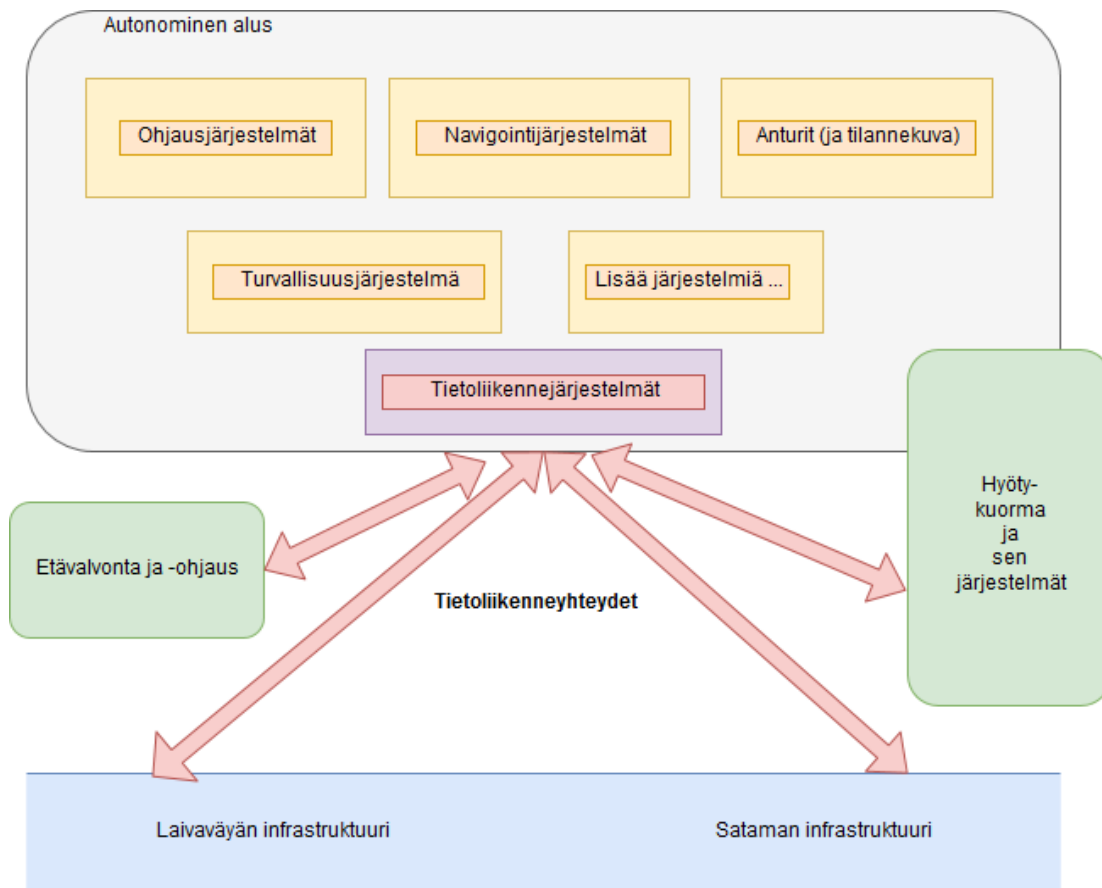 Autonominen alus
Ohjausjärjestelmät
Navigointijärjestelmät
Anturit (ja tilannekuva)
Turvallisuusjärjestelmä
Lisää järjestelmiä ...
Tietoliikennejärjestelmät
Hyöty-
kuorma
ja
sen
järjestelmät
Etävalvonta ja -ohjaus
Tietoliikenneyhteydet
Laivaväyän infrastruktuuri
Sataman infrastruktuuri